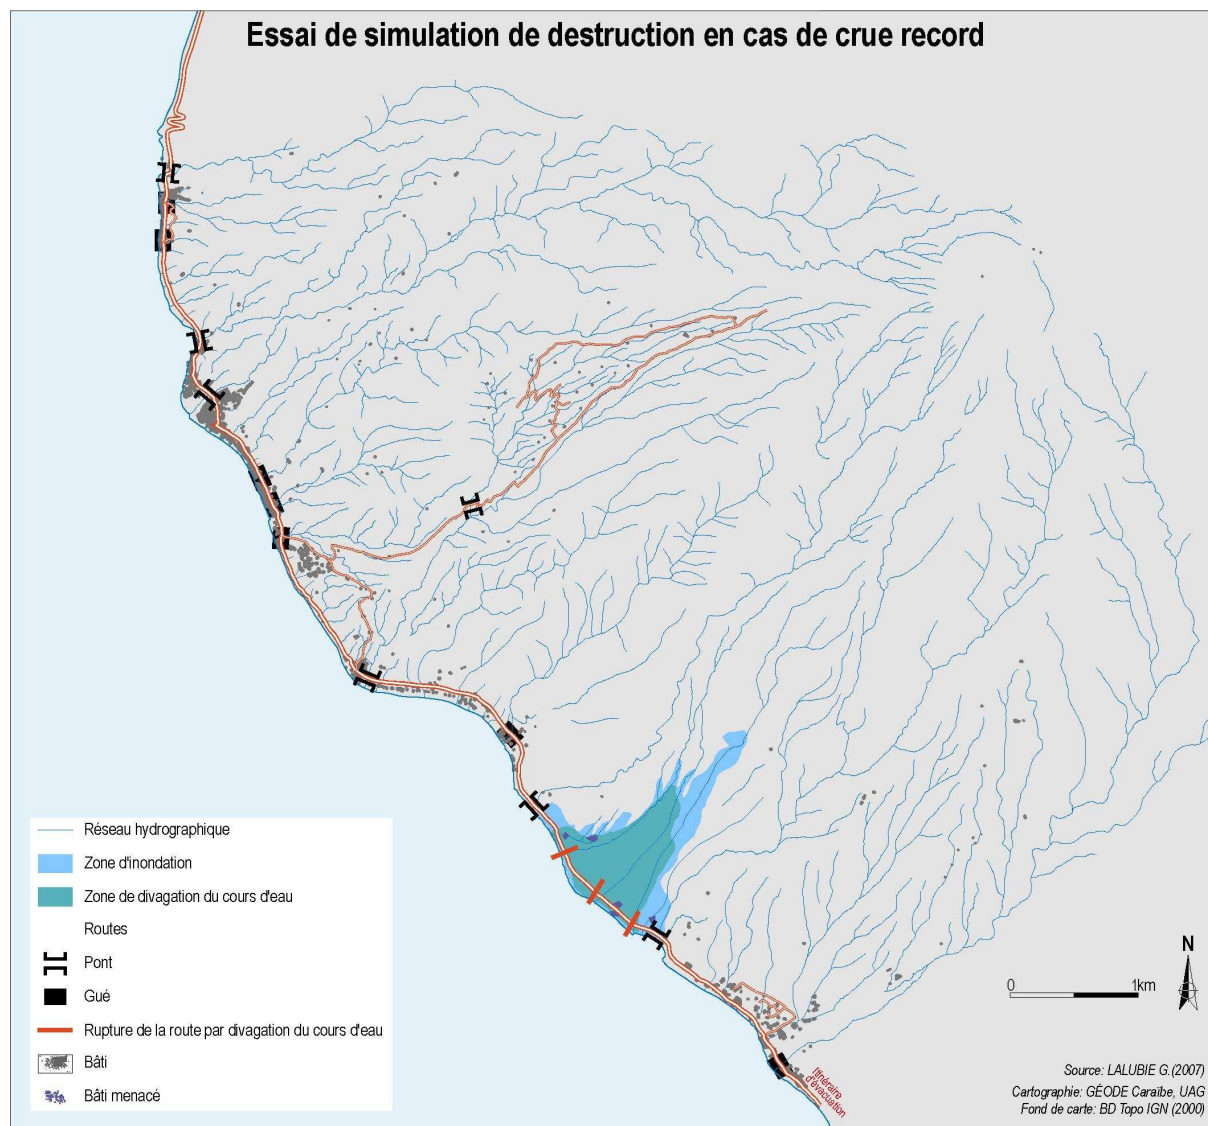 Essai de simulation de destruction en cas de crue record
Réseau hydrographique
Zone d'inondation
Zone de divagation du cours d'eau
Routes
Pont
Gué
Rupture de la route par divagation du cours d'eau
Bâti
Bâti menacé
Itinéraire
d'évacuation
N
0 1km
Source: LALUBIE G.(2007)
Cartographie: GÉODE Caraïbe, UAG
Fond de carte: BD Topo IGN (2000)